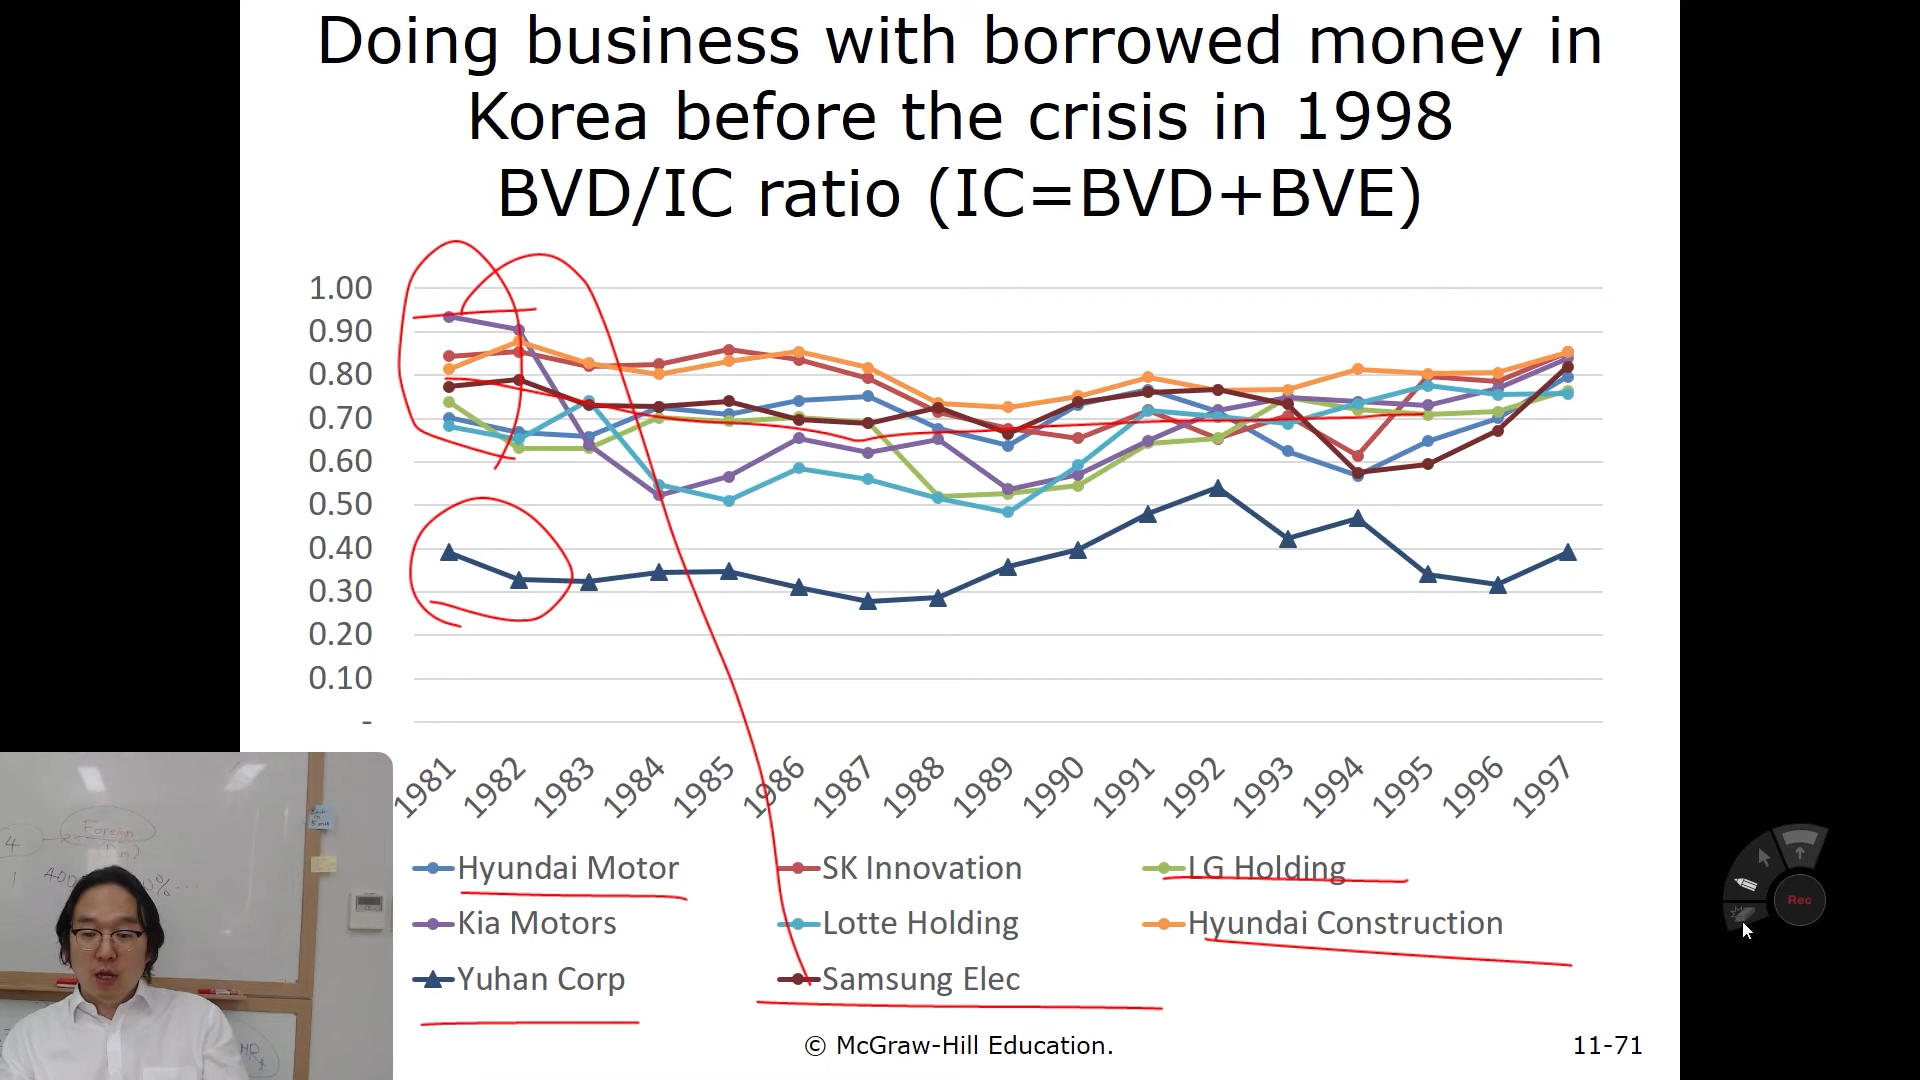 Doing business with borrowed money in
Korea before the crisis in 1998
BVD/IC ratio (IC=BVD+BVE)
1.00
0.90
0.80
0.70
0.60
0.50
0.40
0.30
0.20
0.10
-
1981 1982 1983 1984 1985 1986 1987 1988 1989 1990 1991 1992 1993 1994 1995 1996 1997
Hyundai Motor SK Innovation LG Holding
Kia Motors Lotte Holding Hyundai Construction
Yuhan Corp Samsung Elec
© McGraw-Hill Education. 11-71
Foreign
4
Rec